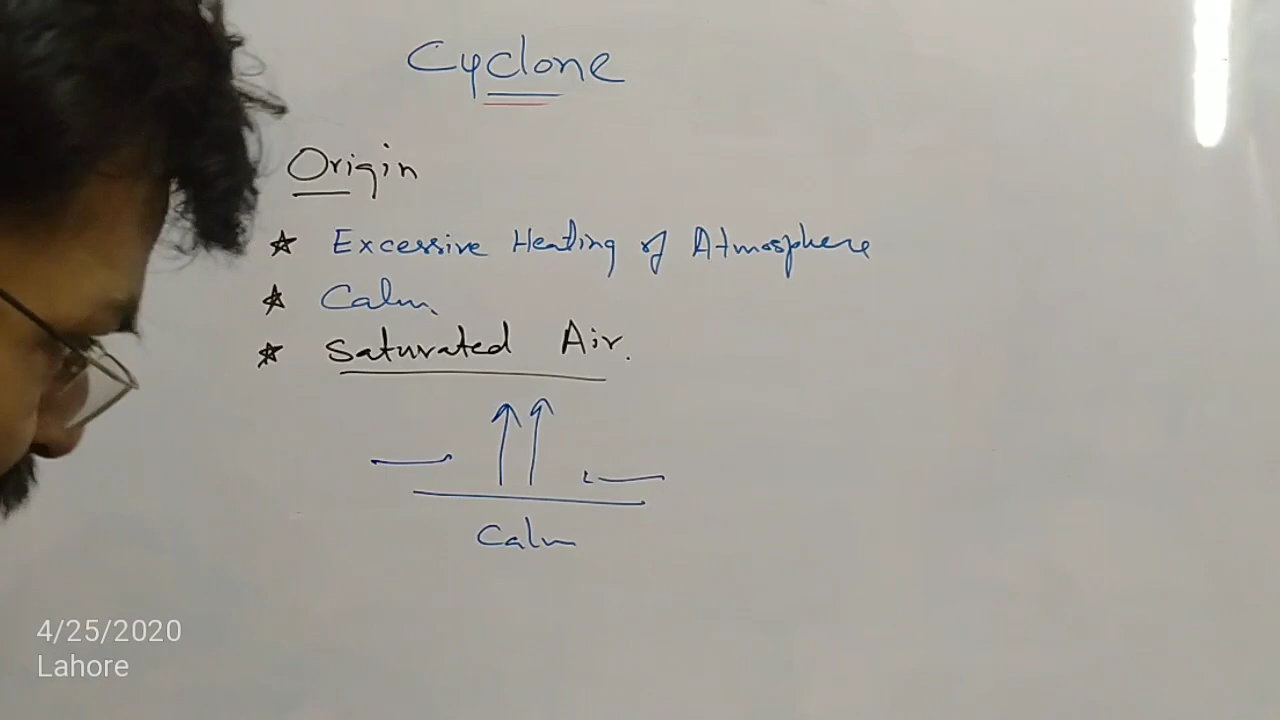 Cyclone
Origin
☆ Excessive Heating of Atmosphere
☆ Calm
☆ Saturated Air.
Calm
4/25/2020
Lahore